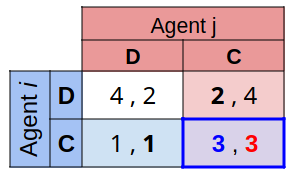 Agent j
D C
Agent i
D 4 , 2 2 , 4
C 1 , 1 3 , 3